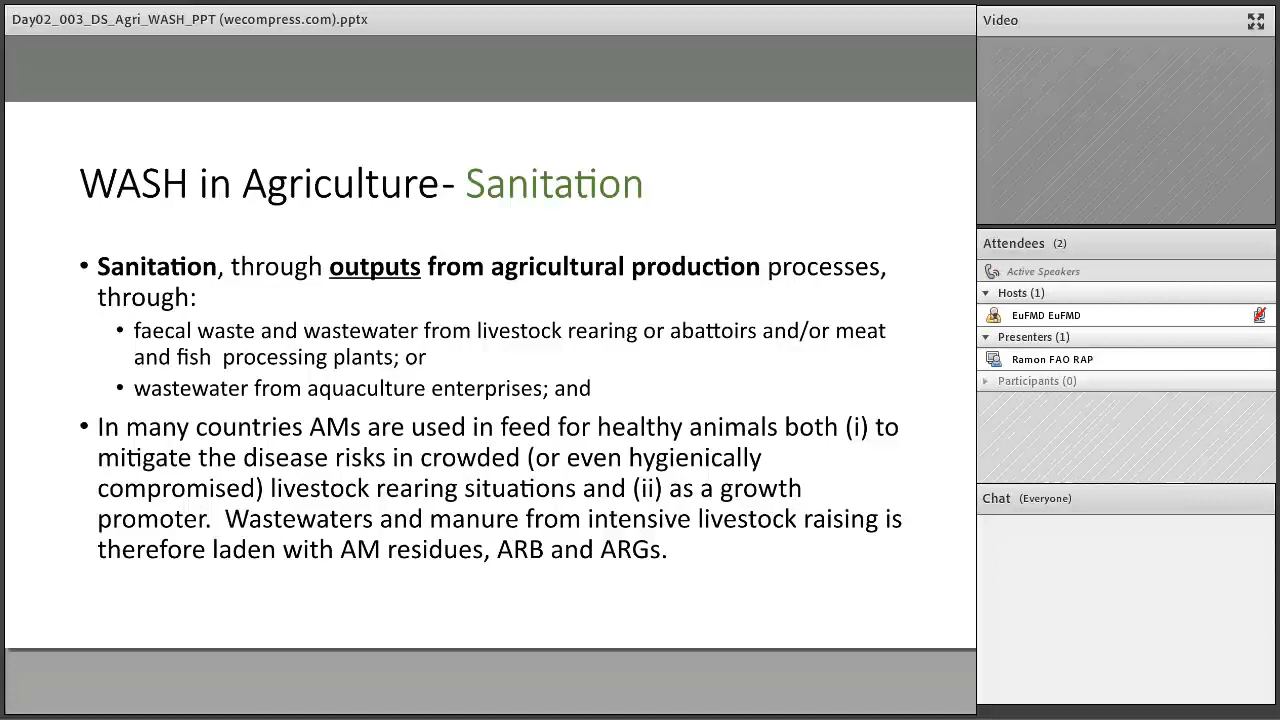 Day02_003_DS_Agri_WASH_PPT (wecompress.com).pptx
WASH in Agriculture- Sanitation
• Sanitation, through outputs from agricultural production processes,
through:
• faecal waste and wastewater from livestock rearing or abattoirs and/or meat
and fish processing plants; or
• wastewater from aquaculture enterprises; and
• In many countries AMs are used in feed for healthy animals both (i) to
mitigate the disease risks in crowded (or even hygienically
compromised) livestock rearing situations and (ii) as a growth
promoter. Wastewaters and manure from intensive livestock raising is
therefore laden with AM residues, ARB and ARGs.
Video
Attendees (2)
Active Speakers
Hosts (1)
EuFMD EuFMD
Presenters (1)
Ramon FAO RAP
Participants (0)
Chat (Everyone)